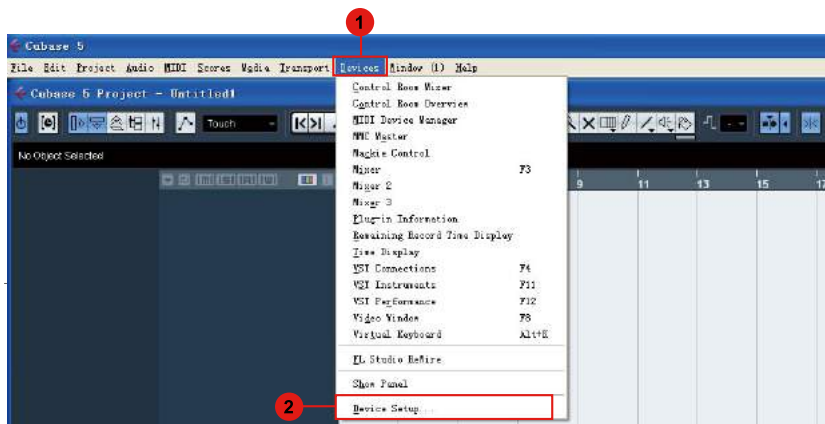 1
Cubase 5
File Edit Project Audio MIDI Scores Media Transport Devices Window (1) Help
Cubase 5 Project - Untitled1
Touch
No Object Selected
9 11 13 15 17
Control Room Mixer
Control Room Overview
MIDI Device Manager
MMC Master
Mackie Control
Mixer F3
Mixer 2
Mixer 3
Plug-in Information
Remaining Record Time Display
Time Display
VST Connections F4
VST Instruments F11
VST Performance F12
Video Window F8
Virtual Keyboard Alt+K
FL Studio ReWire
Show Panel
2
Device Setup...